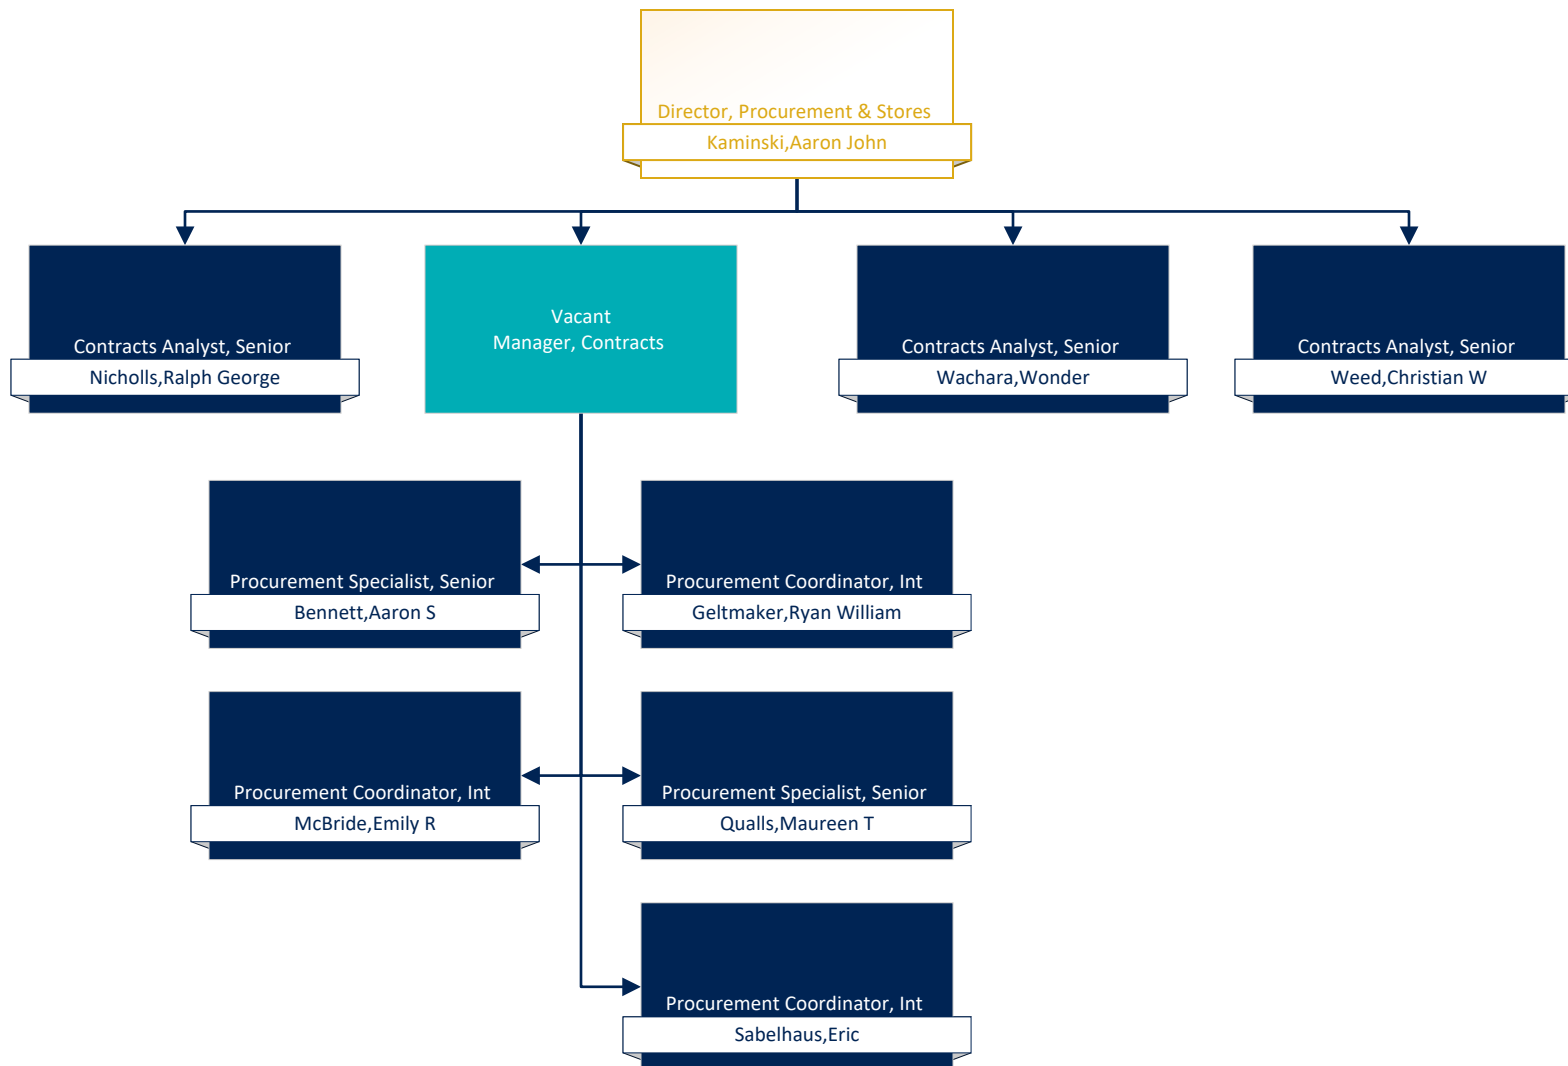 Director, Procurement & Stores
Kaminski,Aaron John
Contracts Analyst, Senior
Nicholls,Ralph George
Vacant
Manager, Contracts
Contracts Analyst, Senior
Wachara,Wonder
Contracts Analyst, Senior
Weed,Christian W
Procurement Specialist, Senior
Bennett,Aaron S
Procurement Coordinator, Int
Geltmaker,Ryan William
Procurement Coordinator, Int
McBride,Emily R
Procurement Specialist, Senior
Qualls,Maureen T
Procurement Coordinator, Int
Sabelhaus,Eric